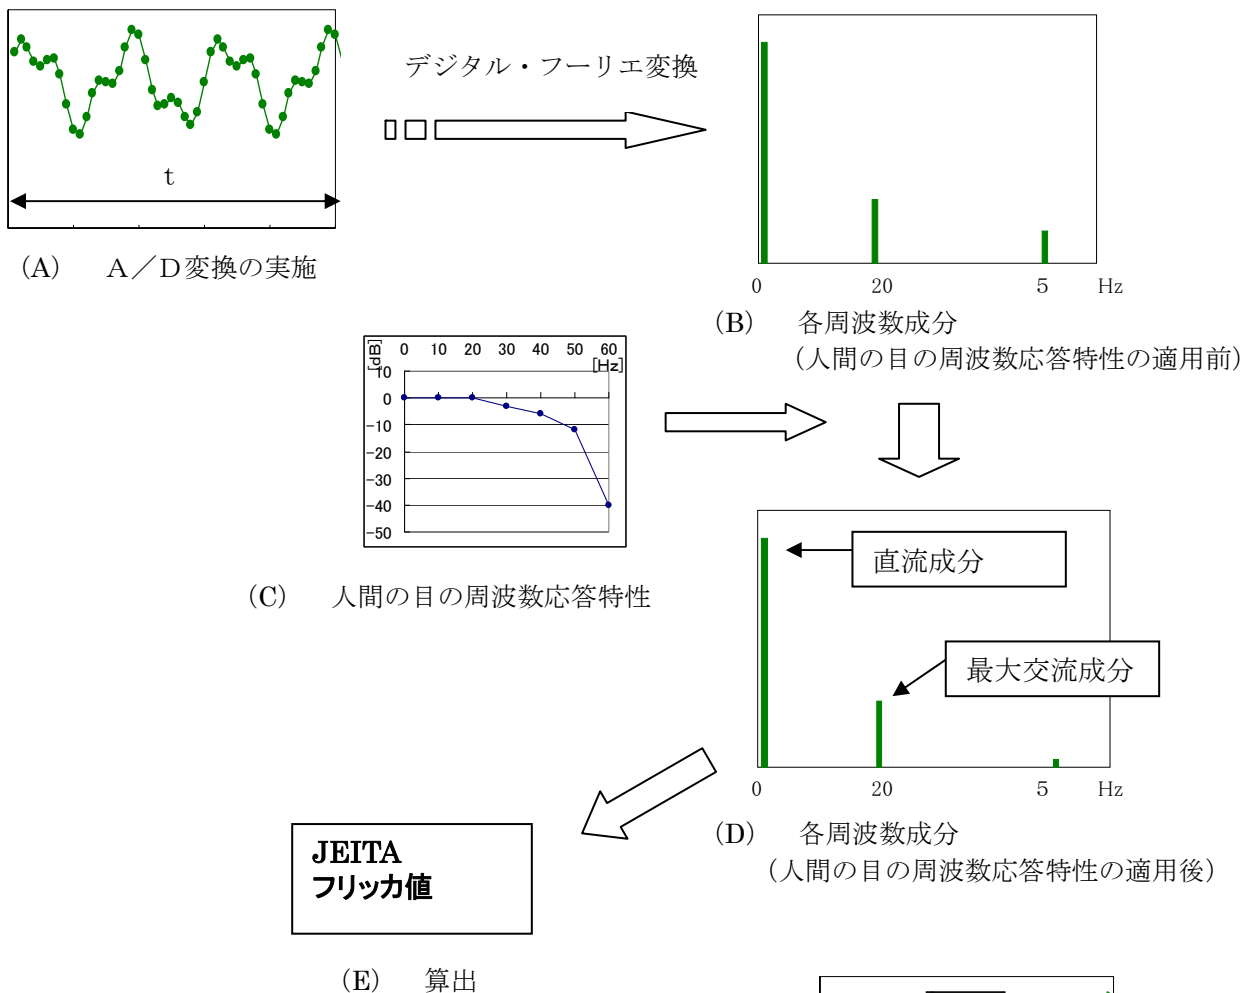 デジタル・フーリエ変換
t
(A) A／D変換の実施
0 20 5 Hz
(B) 各周波数成分
(人間の目の周波数応答特性の適用前)
[dB] 0 10 20 30 40 50 60
[Hz]
10
0
-10
-20
-30
-40
-50
(C) 人間の目の周波数応答特性
直流成分
最大交流成分
0 20 5 Hz
(D) 各周波数成分
(人間の目の周波数応答特性の適用後)
JEITA
フリッカ値
(E) 算出